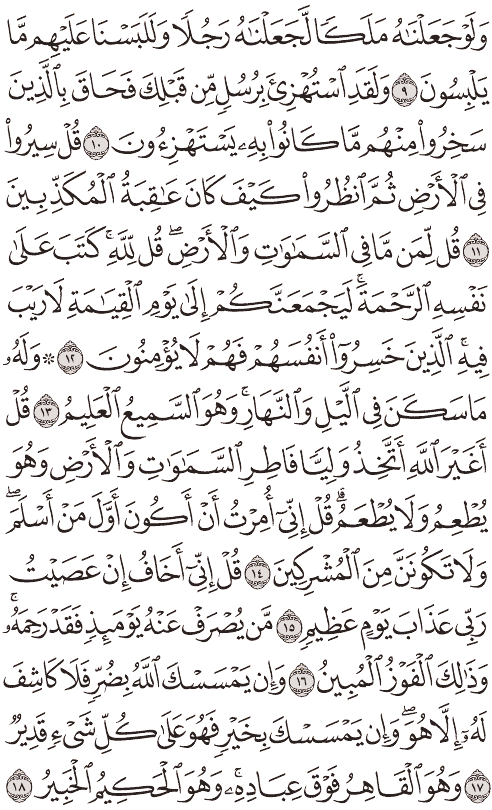 وَلَوْ جَعَلْنَٰهُ مَلَكًا لَّجَعَلْنَٰهُ رَجُلًا وَلَلَبَسْنَا عَلَيْهِم مَّا
يَلْبِسُونَ ٩ وَلَقَدِ ٱسْتُهْزِئَ بِرُسُلٍ مِّن قَبْلِكَ فَحَاقَ بِٱلَّذِينَ
سَخِرُوا۟ مِنْهُم مَّا كَانُوا۟ بِهِۦ يَسْتَهْزِءُونَ ١٠ قُلْ سِيرُوا۟
فِى ٱلْأَرْضِ ثُمَّ ٱنظُرُوا۟ كَيْفَ كَانَ عَٰقِبَةُ ٱلْمُكَذِّبِينَ
١١ قُل لِّمَن مَّا فِى ٱلسَّمَٰوَٰتِ وَٱلْأَرْضِ ۖ قُل لِّلَّهِ ۚ كَتَبَ عَلَىٰ
نَفْسِهِ ٱلرَّحْمَةَ ۚ لَيَجْمَعَنَّكُمْ إِلَىٰ يَوْمِ ٱلْقِيَٰمَةِ لَا رَيْبَ
فِيهِ ۚ ٱلَّذِينَ خَسِرُوٓا۟ أَنفُسَهُمْ فَهُمْ لَا يُؤْمِنُونَ ١٢ ۞ وَلَهُۥ
مَا سَكَنَ فِى ٱلَّيْلِ وَٱلنَّهَارِ ۚ وَهُوَ ٱلسَّمِيعُ ٱلْعَلِيمُ ١٣ قُلْ
أَغَيْرَ ٱللَّهِ أَتَّخِذُ وَلِيًّا فَاطِرِ ٱلسَّمَٰوَٰتِ وَٱلْأَرْضِ وَهُوَ
يُطْعِمُ وَلَا يُطْعَمُ ۗ قُلْ إِنِّىٓ أُمِرْتُ أَنْ أَكُونَ أَوَّلَ مَنْ أَسْلَمَ ۖ
وَلَا تَكُونَنَّ مِنَ ٱلْمُشْرِكِينَ ١٤ قُلْ إِنِّىٓ أَخَافُ إِنْ عَصَيْتُ
رَبِّى عَذَابَ يَوْمٍ عَظِيمٍ ١٥ مَّن يُصْرَفْ عَنْهُ يَوْمَئِذٍ فَقَدْ رَحِمَهُۥ ۚ
وَذَٰلِكَ ٱلْفَوْزُ ٱلْمُبِينُ ١٦ وَإِن يَمْسَسْكَ ٱللَّهُ بِضُرٍّ فَلَا كَاشِفَ
لَهُۥٓ إِلَّا هُوَ ۖ وَإِن يَمْسَسْكَ بِخَيْرٍ فَهُوَ عَلَىٰ كُلِّ شَىْءٍ قَدِيرٌ
١٧ وَهُوَ ٱلْقَاهِرُ فَوْقَ عِبَادِهِۦ ۚ وَهُوَ ٱلْحَكِيمُ ٱلْخَبِيرُ ١٨